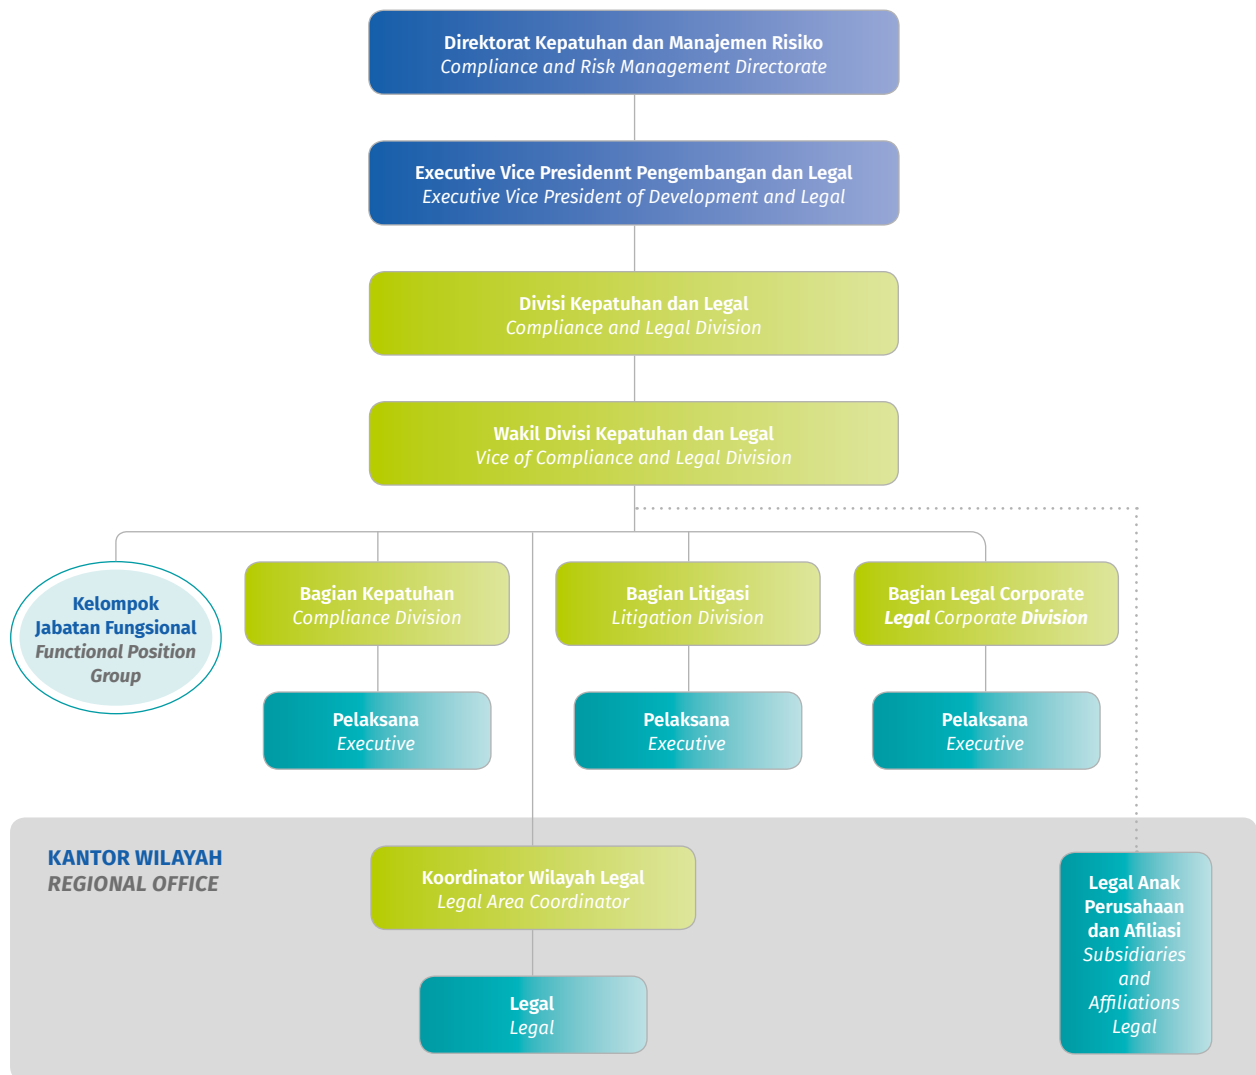 Direktorat Kepatuhan dan Manajemen Risiko
Compliance and Risk Management Directorate
Executive Vice Presidennt Pengembangan dan Legal
Executive Vice President of Development and Legal
Divisi Kepatuhan dan Legal
Compliance and Legal Division
Wakil Divisi Kepatuhan dan Legal
Vice of Compliance and Legal Division
Kelompok
Jabatan Fungsional
Functional Position
Group
Bagian Kepatuhan
Compliance Division
Bagian Litigasi
Litigation Division
Bagian Legal Corporate
Legal Corporate Division
Pelaksana
Executive
Pelaksana
Executive
Pelaksana
Executive
KANTOR WILAYAH
REGIONAL OFFICE
Koordinator Wilayah Legal
Legal Area Coordinator
Legal
Legal
Legal Anak
Perusahaan
dan Afiliasi
Subsidiaries
and
Affiliations
Legal